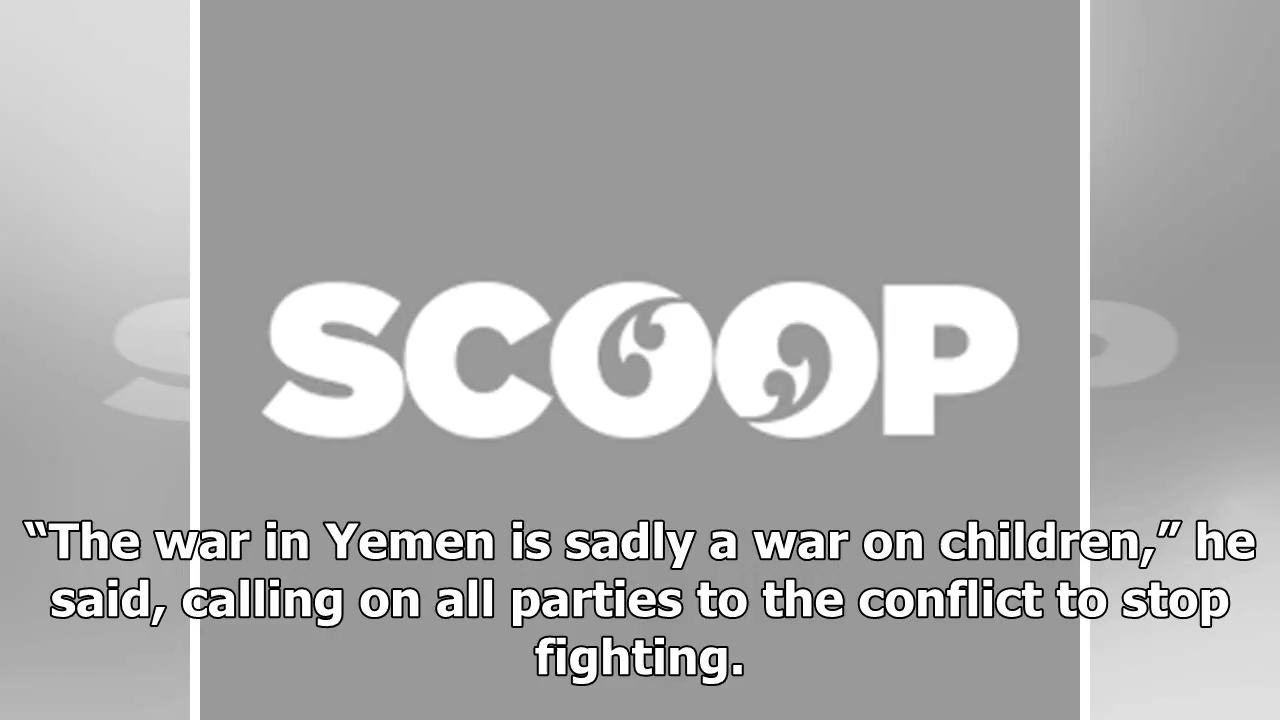 SCOOP
“The war in Yemen is sadly a war on children,” he
said, calling on all parties to the conflict to stop
fighting.